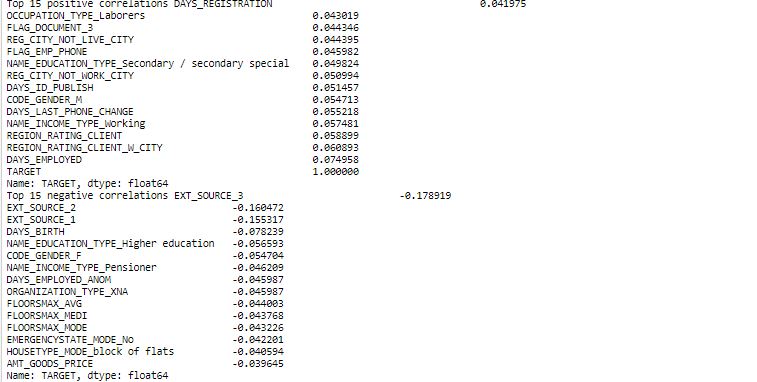 Top 15 positive correlations DAYS_REGISTRATION 0.041975
OCCUPATION_TYPE_Laborers 0.043019
FLAG_DOCUMENT_3 0.044346
REG_CITY_NOT_LIVE_CITY 0.044395
FLAG_EMP_PHONE 0.045982
NAME_EDUCATION_TYPE_Secondary / secondary special 0.049824
REG_CITY_NOT_WORK_CITY 0.050994
DAYS_ID_PUBLISH 0.051457
CODE_GENDER_M 0.054713
DAYS_LAST_PHONE_CHANGE 0.055218
NAME_INCOME_TYPE_Working 0.057481
REGION_RATING_CLIENT 0.058899
REGION_RATING_CLIENT_W_CITY 0.060893
DAYS_EMPLOYED 0.074958
TARGET 1.000000
Name: TARGET, dtype: float64
Top 15 negative correlations EXT_SOURCE_3 -0.178919
EXT_SOURCE_2 -0.160472
EXT_SOURCE_1 -0.155317
DAYS_BIRTH -0.078239
NAME_EDUCATION_TYPE_Higher education -0.056593
CODE_GENDER_F -0.054704
NAME_INCOME_TYPE_Pensioner -0.046209
DAYS_EMPLOYED_ANOM -0.045987
ORGANIZATION_TYPE_XNA -0.045987
FLOORSMAX_AVG -0.044003
FLOORSMAX_MEDI -0.043768
FLOORSMAX_MODE -0.043226
EMERGENCYSTATE_MODE_No -0.042201
HOUSETYPE_MODE_block of flats -0.040594
AMT_GOODS_PRICE -0.039645
Name: TARGET, dtype: float64